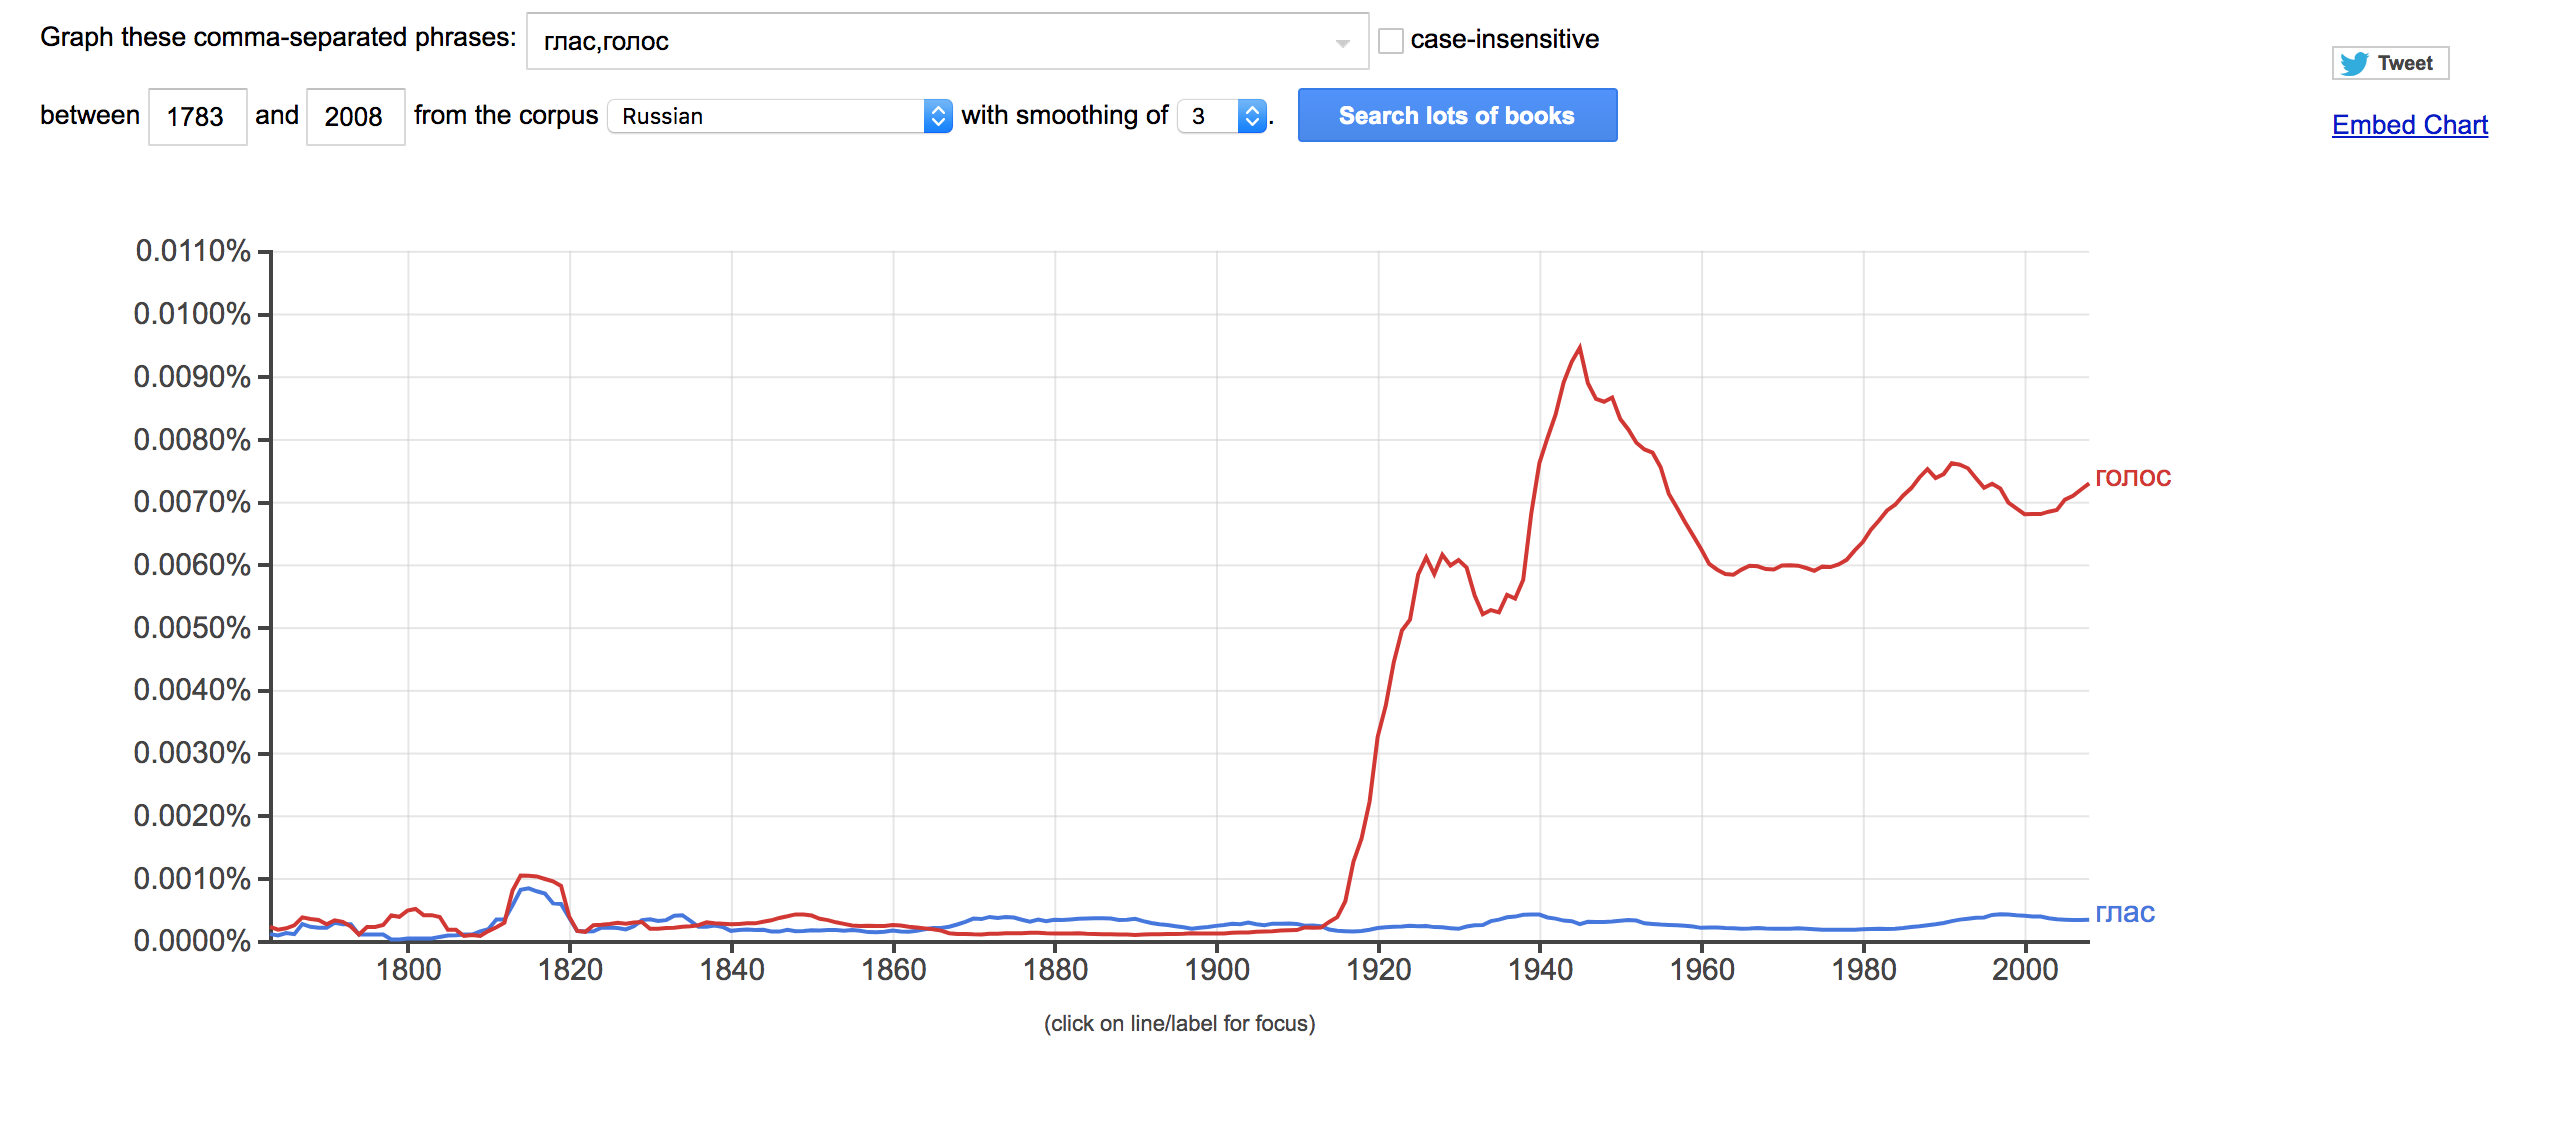 Graph these comma-separated phrases: глас,голос case-insensitive
Tweet
between 1783 and 2008 from the corpus Russian with smoothing of 3 . Search lots of books
Embed Chart
0.0110%
0.0100%
0.0090%
0.0080%
0.0070%
0.0060%
0.0050%
0.0040%
0.0030%
0.0020%
0.0010%
0.0000%
голос
глас
1800 1820 1840 1860 1880 1900 1920 1940 1960 1980 2000
(click on line/label for focus)